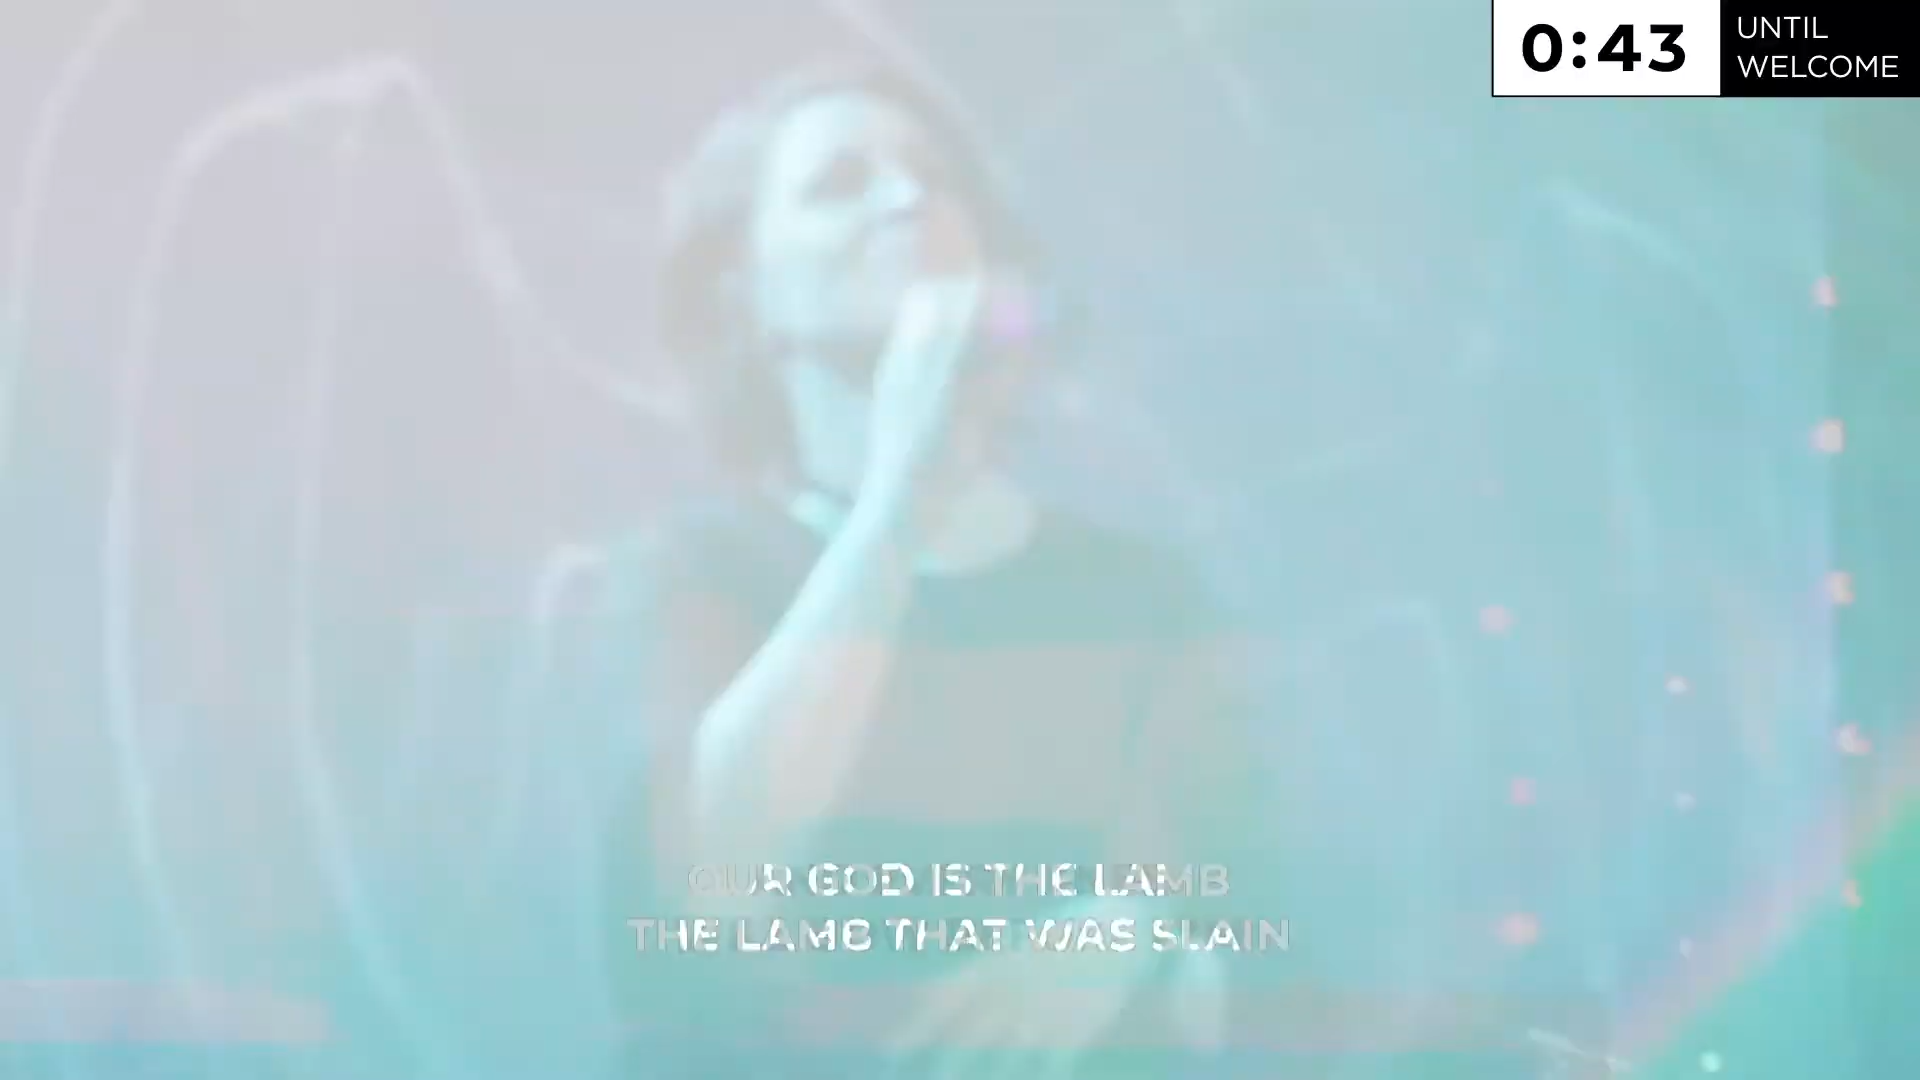 0:43
UNTIL
WELCOME
OUR GOD IS THE LAMB
THE LAMB THAT WAS SLAIN